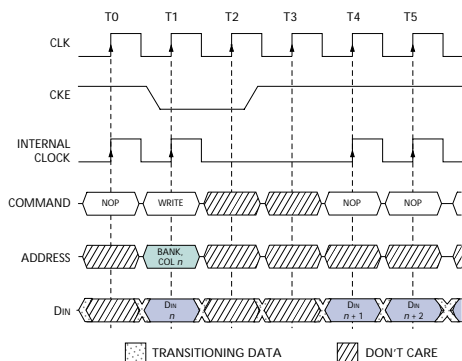 T0 T1 T2 T3 T4 T5
CLK
CKE
INTERNAL
CLOCK
COMMAND NOP WRITE NOP NOP
ADDRESS BANK,
COL n
DIN DIN DIN DIN
n n + 1 n + 2
TRANSITIONING DATA DON'T CARE